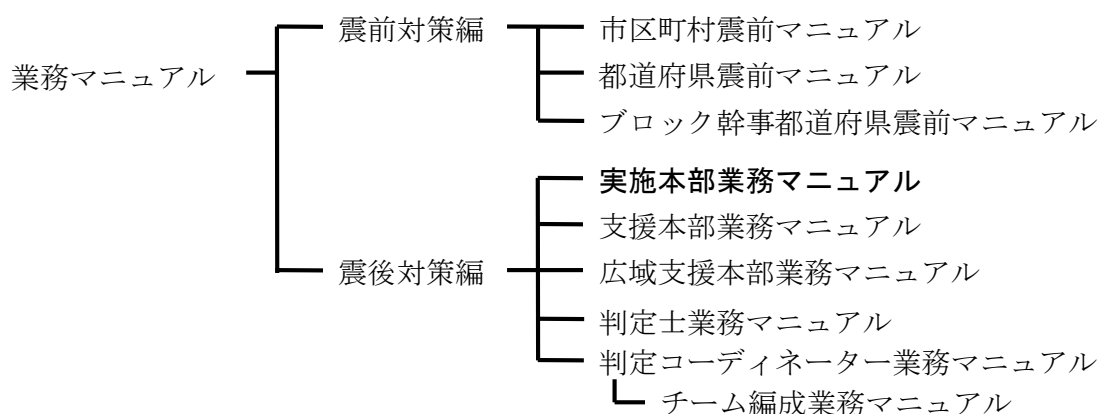 業務マニュアル
震前対策編
市区町村震前マニュアル
都道府県震前マニュアル
ブロック幹事都道府県震前マニュアル
震後対策編
実施本部業務マニュアル
支援本部業務マニュアル
広域支援本部業務マニュアル
判定士業務マニュアル
判定コーディネーター業務マニュアル
チーム編成業務マニュアル